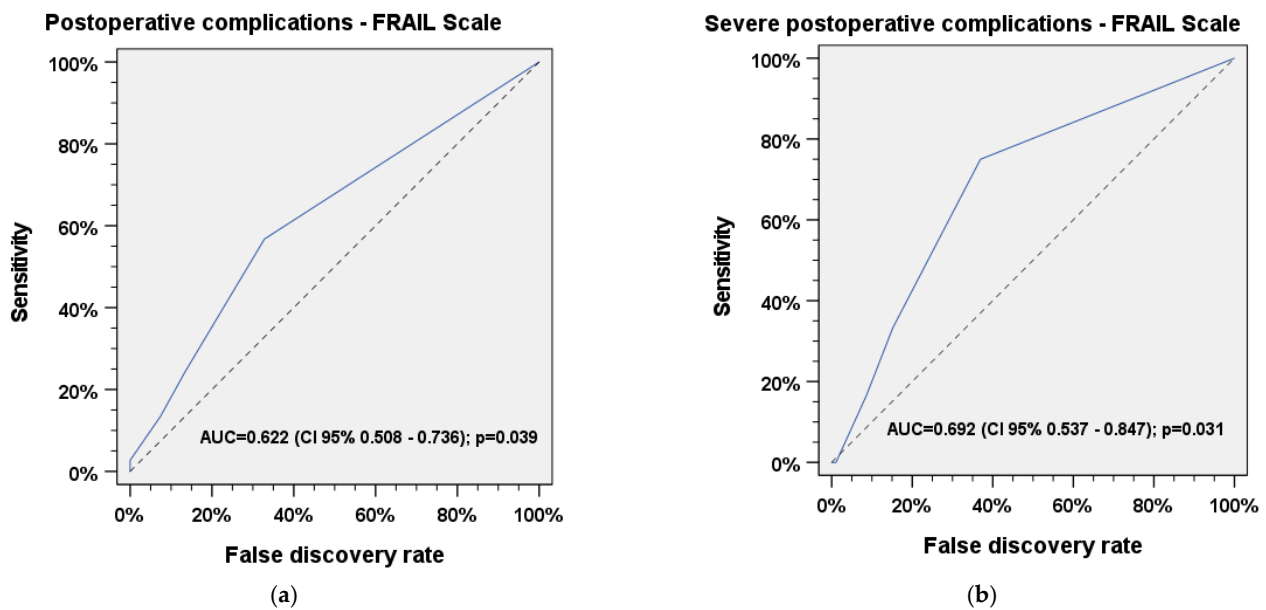 Postoperative complications - FRAIL Scale
100%
80%
60%
40%
20%
0%
Sensitivity
AUC=0.622 (CI 95% 0.508 - 0.736); p=0.039
0% 20% 40% 60% 80% 100%
False discovery rate
(a)
Severe postoperative complications - FRAIL Scale
100%
80%
60%
40%
20%
0%
Sensitivity
AUC=0.692 (CI 95% 0.537 - 0.847); p=0.031
0% 20% 40% 60% 80% 100%
False discovery rate
(b)